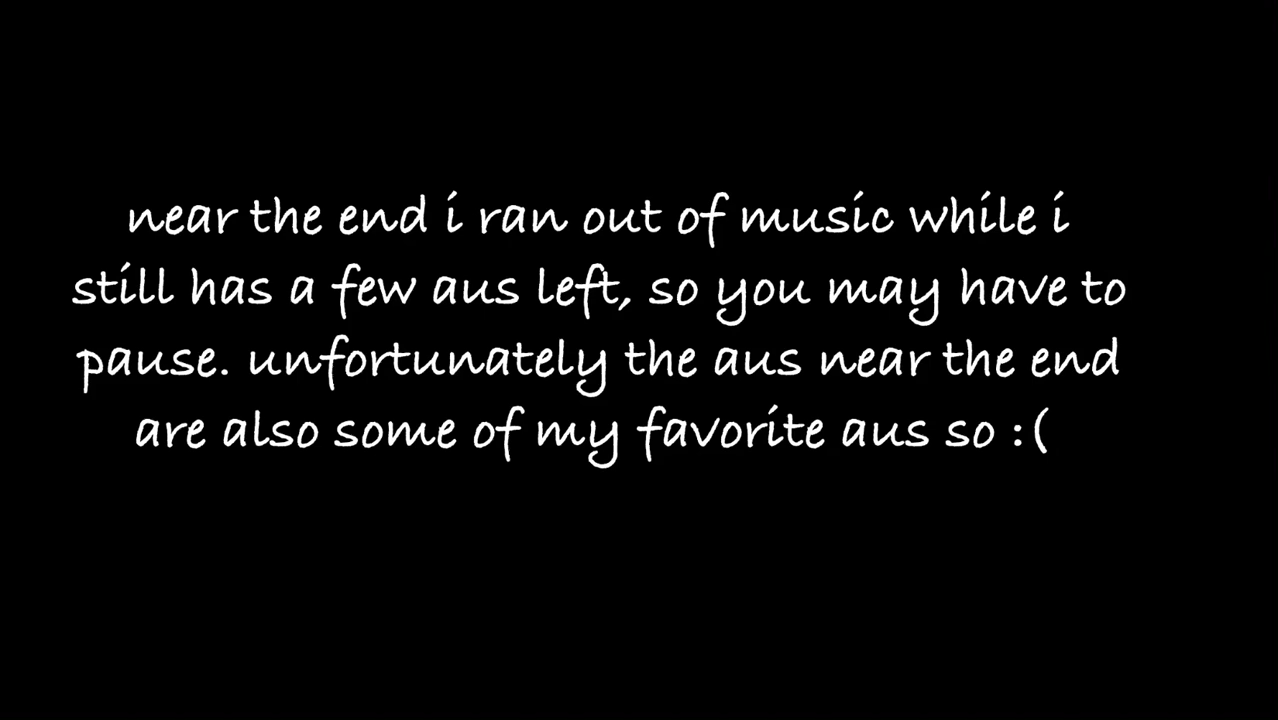 near the end i ran out of music while i
still has a few aus left, so you may have to
pause. unfortunately the aus near the end
are also some of my favorite aus so :(